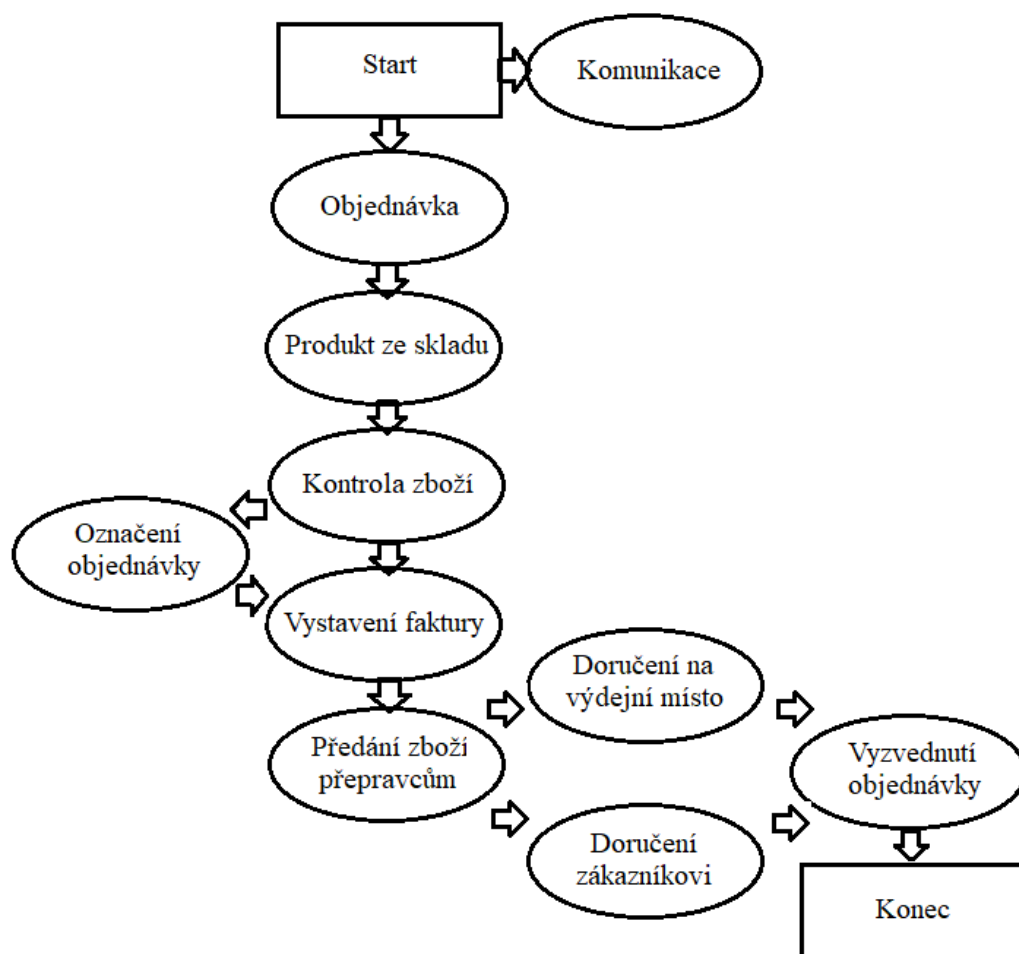 Start
Komunikace
Objednávka
Produkt ze skladu
Kontrola zboží
Označení
objednávky
Vystavení faktury
Doručení na
výdejní místo
Předání zboží
přepravcům
Vyzvednutí
objednávky
Doručení
zákazníkovi
Konec